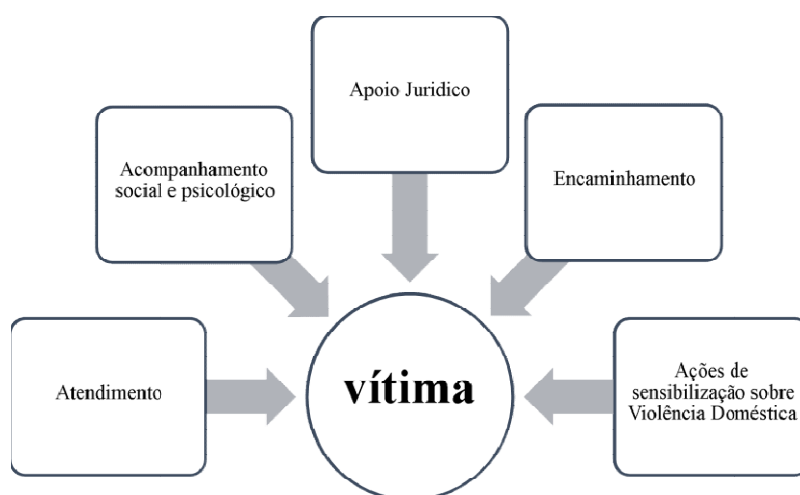 Apoio Juridico
Acompanhamento
social e psicológico
Encaminhamento
Atendimento
vítima
Ações de
sensibilização sobre
Violência Doméstica